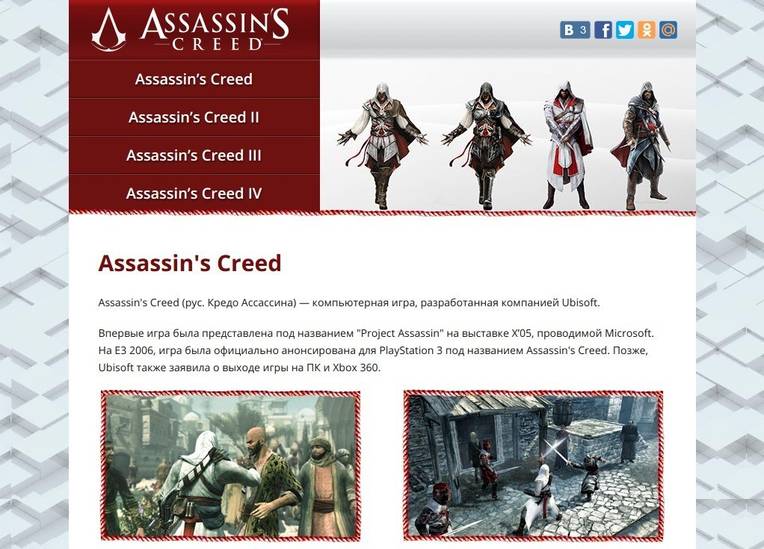 ASSASSIN'S
CREED
B 3
Assassin’s Creed
Assassin’s Creed II
Assassin’s Creed III
Assassin’s Creed IV
Assassin's Creed
Assassin's Creed (рус. Кредо Ассассина) — компьютерная игра, разработанная компанией Ubisoft.
Впервые игра была представлена под названием "Project Assassin" на выставке X'05, проводимой Microsoft.
На E3 2006, игра была официально анонсирована для PlayStation 3 под названием Assassin's Creed. Позже,
Ubisoft также заявила о выходе игры на ПК и Xbox 360.